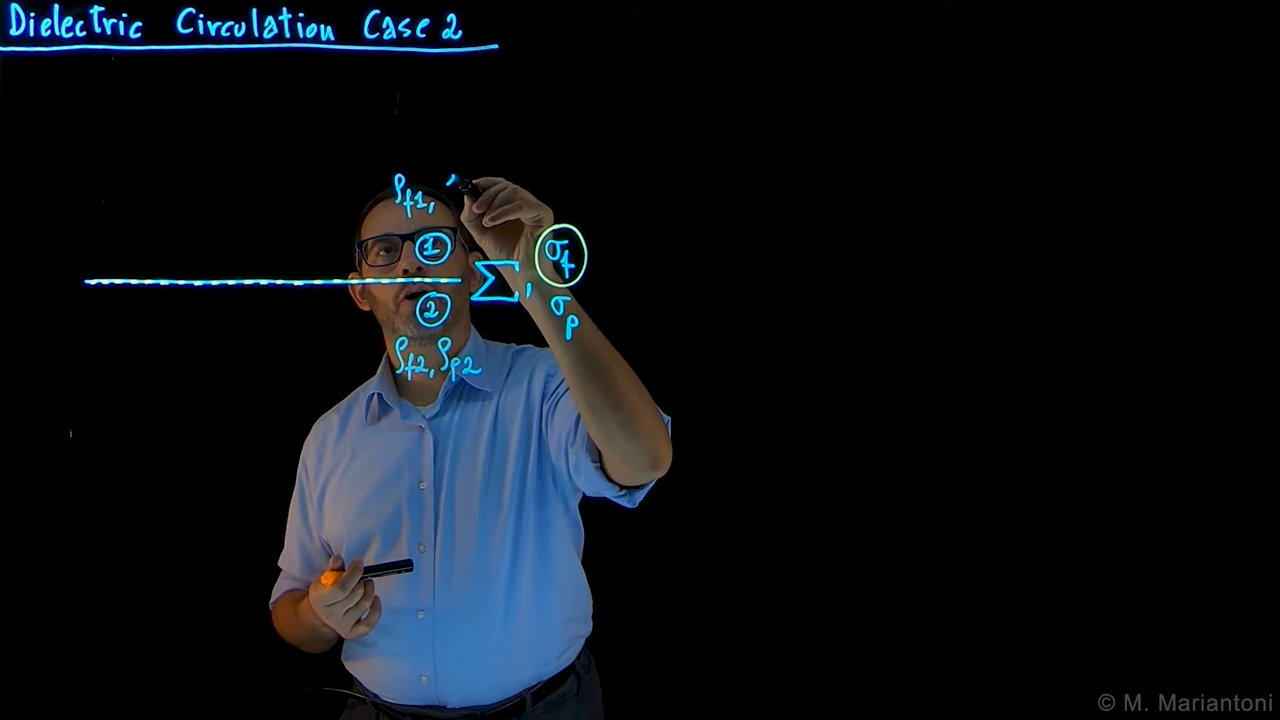 Dielectric Circulation Case 2
ρf1,
1
Σ, σf
2
σp
ρf2, ρp2
© M. Mariantoni